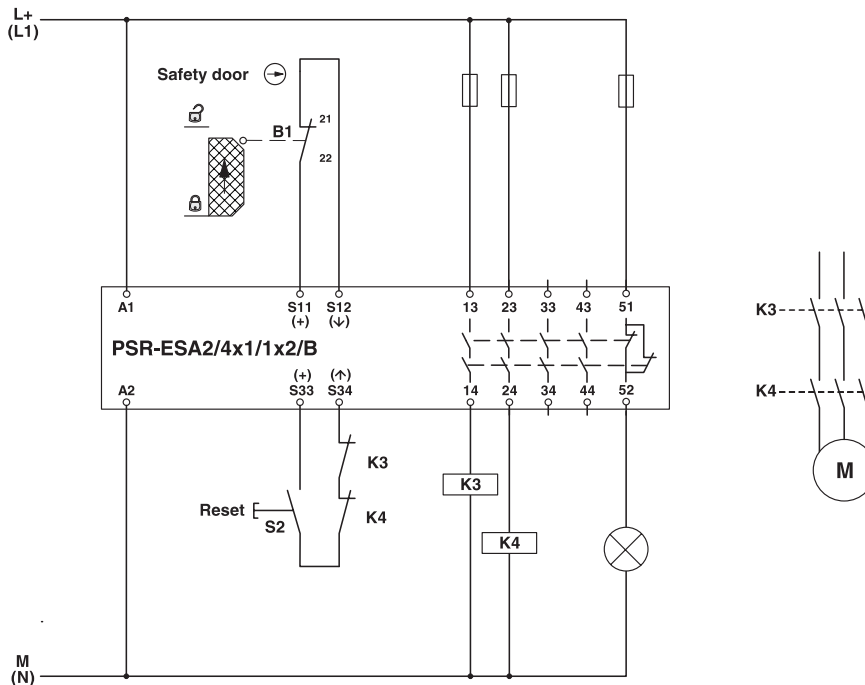 L+
(L1)
Safety door
B1
21
22
A1
S11
(+)
S12
(↓)
13
23
33
43
51
PSR-ESA2/4x1/1x2/B
A2
(+)
S33
(↑)
S34
14
24
34
44
52
K3
K4
Reset
S2
K3
K4
K3
K4
M
M
(N)